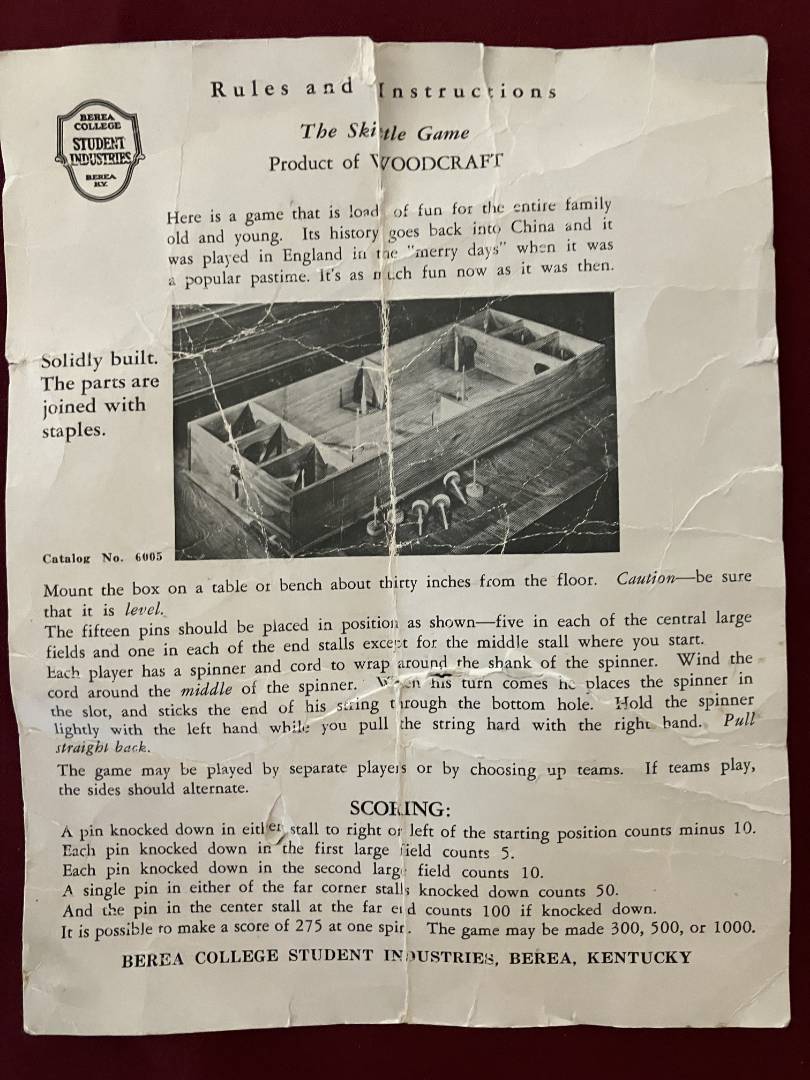 Rules and Instructions
BEREA
COLLEGE
STUDENT
INDUSTRIES
BEREA
KY.
The Skittle Game
Product of WOODCRAFT
Here is a game that is load of fun for the entire family
old and young. Its history goes back into China and it
was played in England in the "merry days" when it was
a popular pastime. It's as much fun now as it was then.
Solidly built.
The parts are
joined with
staples.
Catalog No. 6005
Mount the box on a table or bench about thirty inches from the floor. Caution—be sure
that it is level.
The fifteen pins should be placed in position as shown—five in each of the central large
fields and one in each of the end stalls except for the middle stall where you start.
Each player has a spinner and cord to wrap around the shank of the spinner. Wind the
cord around the middle of the spinner. When his turn comes he places the spinner in
the slot, and sticks the end of his string through the bottom hole. Hold the spinner
lightly with the left hand while you pull the string hard with the right hand. Pull
straight back.
The game may be played by separate players or by choosing up teams. If teams play,
the sides should alternate.
SCORING:
A pin knocked down in either stall to right or left of the starting position counts minus 10.
Each pin knocked down in the first large field counts 5.
Each pin knocked down in the second large field counts 10.
A single pin in either of the far corner stalls knocked down counts 50.
And the pin in the center stall at the far end counts 100 if knocked down.
It is possible to make a score of 275 at one spin. The game may be made 300, 500, or 1000.
BEREA COLLEGE STUDENT INDUSTRIES, BEREA, KENTUCKY